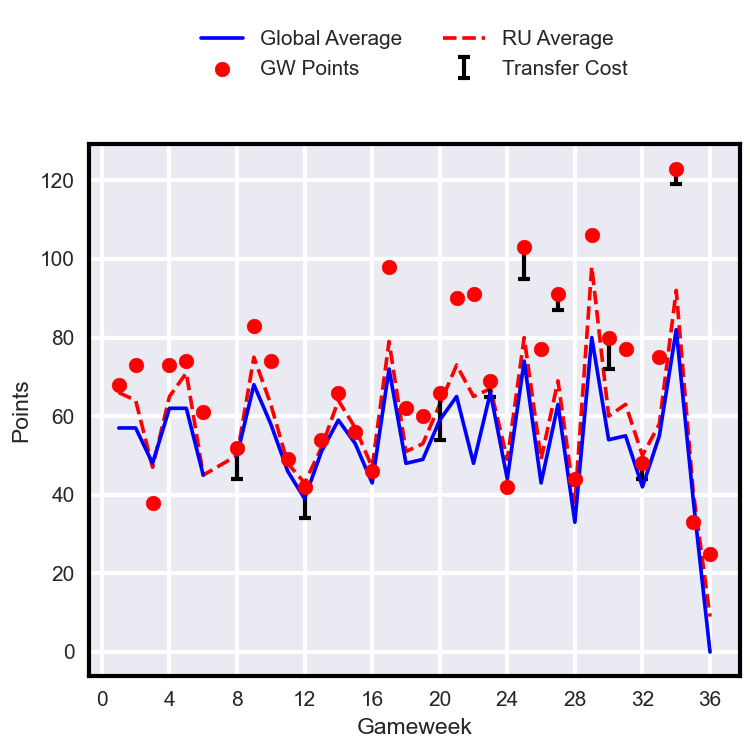 Global Average
RU Average
GW Points
Transfer Cost
120
100
80
60
40
20
0
Points
0 4 8 12 16 20 24 28 32 36
Gameweek